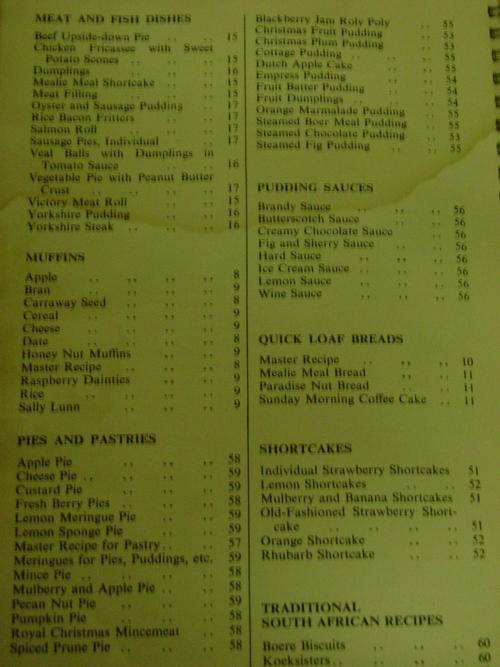 MEAT AND FISH DISHES
Beef Upside-down Pie .. .. 15
Chicken Fricassee with Sweet
Potato Scones .. .. .. 15
Dumplings .. .. .. 16
Mealie Meal Shortcake .. .. 15
Meat Filling .. .. .. 15
Oyster and Sausage Pudding .. 17
Rice Bacon Fritters .. .. 17
Salmon Roll .. .. .. 17
Sausage Pies, Individual .. .. 17
Veal Balls with Dumplings in
Tomato Sauce .. .. 16
Vegetable Pie with Peanut Butter
Crust .. .. .. .. 17
Victory Meat Roll .. .. 15
Yorkshire Pudding .. .. 16
Yorkshire Steak .. .. .. 16
MUFFINS
Apple .. .. .. .. 8
Bran .. .. .. .. 9
Carraway Seed .. .. .. 8
Cereal .. .. .. .. 9
Cheese .. .. .. .. 9
Date .. .. .. .. 8
Honey Nut Muffins .. .. 9
Master Recipe .. .. .. 8
Raspberry Dainties .. .. 9
Rice .. .. .. .. 9
Sally Lunn .. .. .. 9
PIES AND PASTRIES
Apple Pie .. .. .. 58
Cheese Pie .. .. .. .. 59
Custard Pie .. .. .. 59
Fresh Berry Pies .. .. .. 58
Lemon Meringue Pie .. .. 59
Lemon Sponge Pie .. .. 59
Master Recipe for Pastry .. .. 57
Meringues for Pies, Puddings, etc. 59
Mince Pie .. .. .. .. 58
Mulberry and Apple Pie .. .. 58
Pecan Nut Pie .. .. .. 59
Pumpkin Pie .. .. .. 58
Royal Christmas Mincemeat .. 58
Spiced Prune Pie .. .. .. 58
Blackberry Jam Roly Poly .. .. 55
Christmas Fruit Pudding .. .. 53
Christmas Plum Pudding .. .. 53
Cottage Pudding .. .. .. 55
Dutch Apple Cake .. .. 55
Empress Pudding .. .. 54
Fruit Batter Pudding .. .. 54
Fruit Dumplings .. .. .. 54
Orange Marmalade Pudding .. 55
Steamed Boer Meal Pudding .. 55
Steamed Chocolate Pudding .. 53
Steamed Fig Pudding .. .. 55
PUDDING SAUCES
Brandy Sauce .. .. .. 56
Butterscotch Sauce .. .. 56
Creamy Chocolate Sauce .. 56
Fig and Sherry Sauce .. .. 56
Hard Sauce .. .. .. 56
Ice Cream Sauce .. .. .. 56
Lemon Sauce .. .. .. 56
Wine Sauce .. .. .. 56
QUICK LOAF BREADS
Master Recipe .. .. .. 10
Mealie Meal Bread .. .. 11
Paradise Nut Bread .. .. 11
Sunday Morning Coffee Cake .. 11
SHORTCAKES
Individual Strawberry Shortcakes 51
Lemon Shortcakes .. .. 52
Mulberry and Banana Shortcakes 51
Old-Fashioned Strawberry Short-
cake .. .. .. .. 51
Orange Shortcake .. .. 52
Rhubarb Shortcake .. .. 52
TRADITIONAL
SOUTH AFRICAN RECIPES
Boere Biscuits .. .. .. 60
Koeksisters .. .. .. .. 60